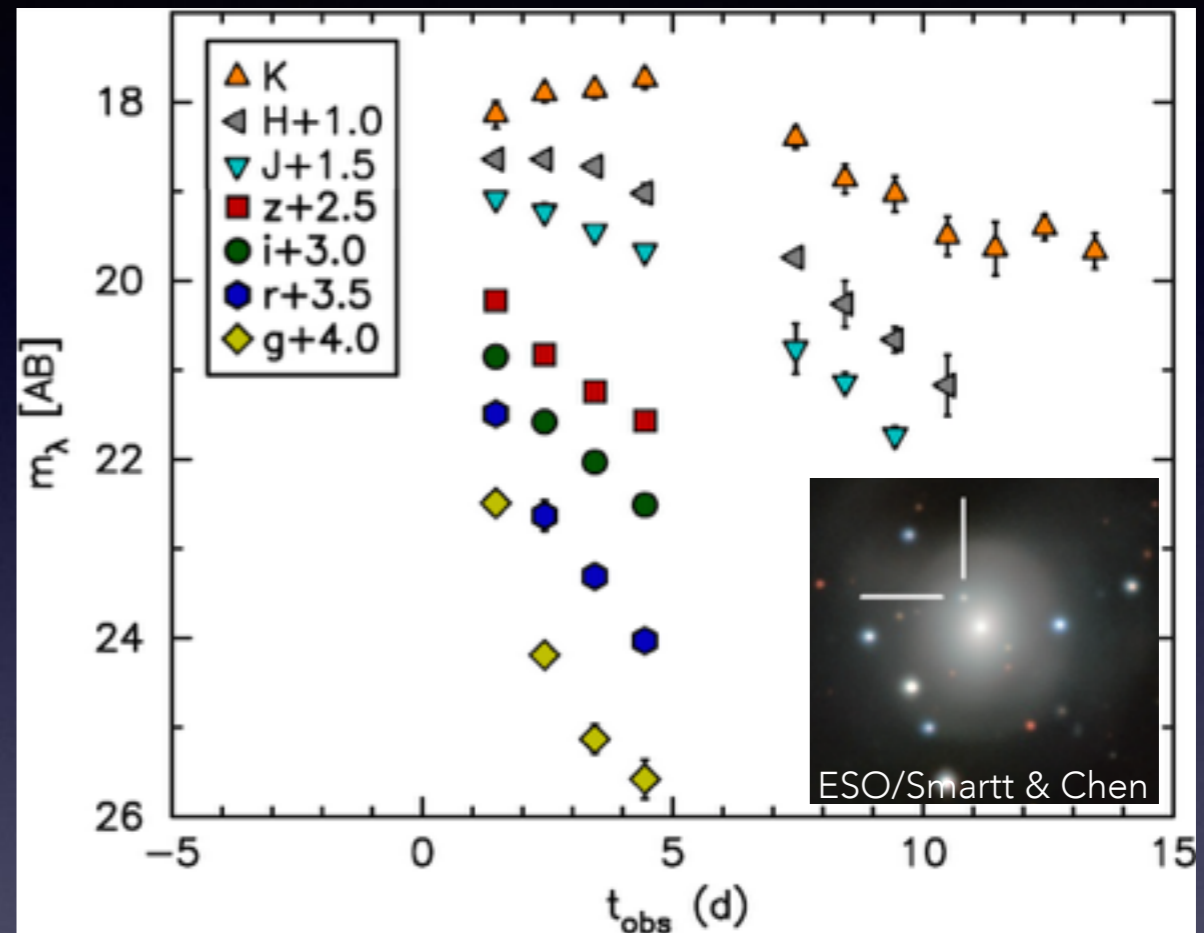 K
H+1.0
J+1.5
z+2.5
i+3.0
r+3.5
g+4.0
18
20
22
24
26
m_λ [AB]
−5 0 5 10 15
t_obs (d)
ESO/Smartt & Chen